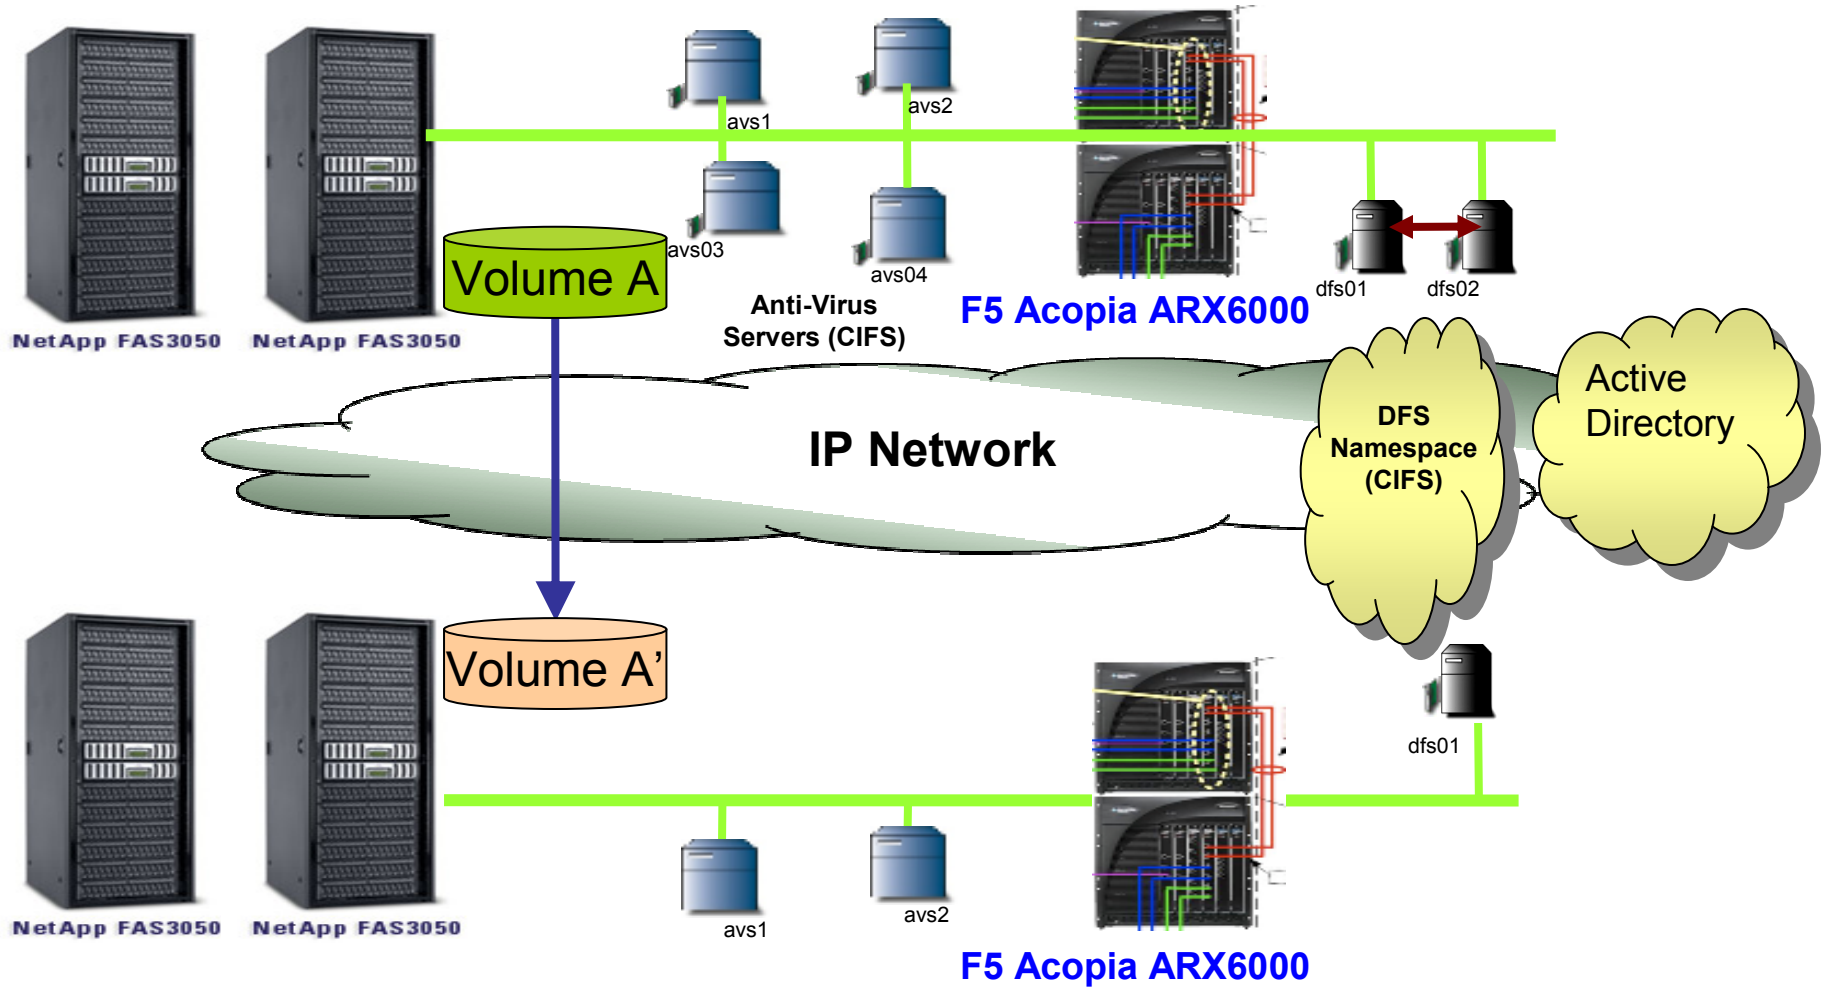 avs1
avs2
avs03
avs04
Volume A
dfs01
dfs02
NetApp FAS3050
NetApp FAS3050
Anti-Virus
Servers (CIFS)
F5 Acopia ARX6000
IP Network
DFS
Namespace
(CIFS)
Active
Directory
Volume A’
dfs01
NetApp FAS3050
NetApp FAS3050
avs1
avs2
F5 Acopia ARX6000